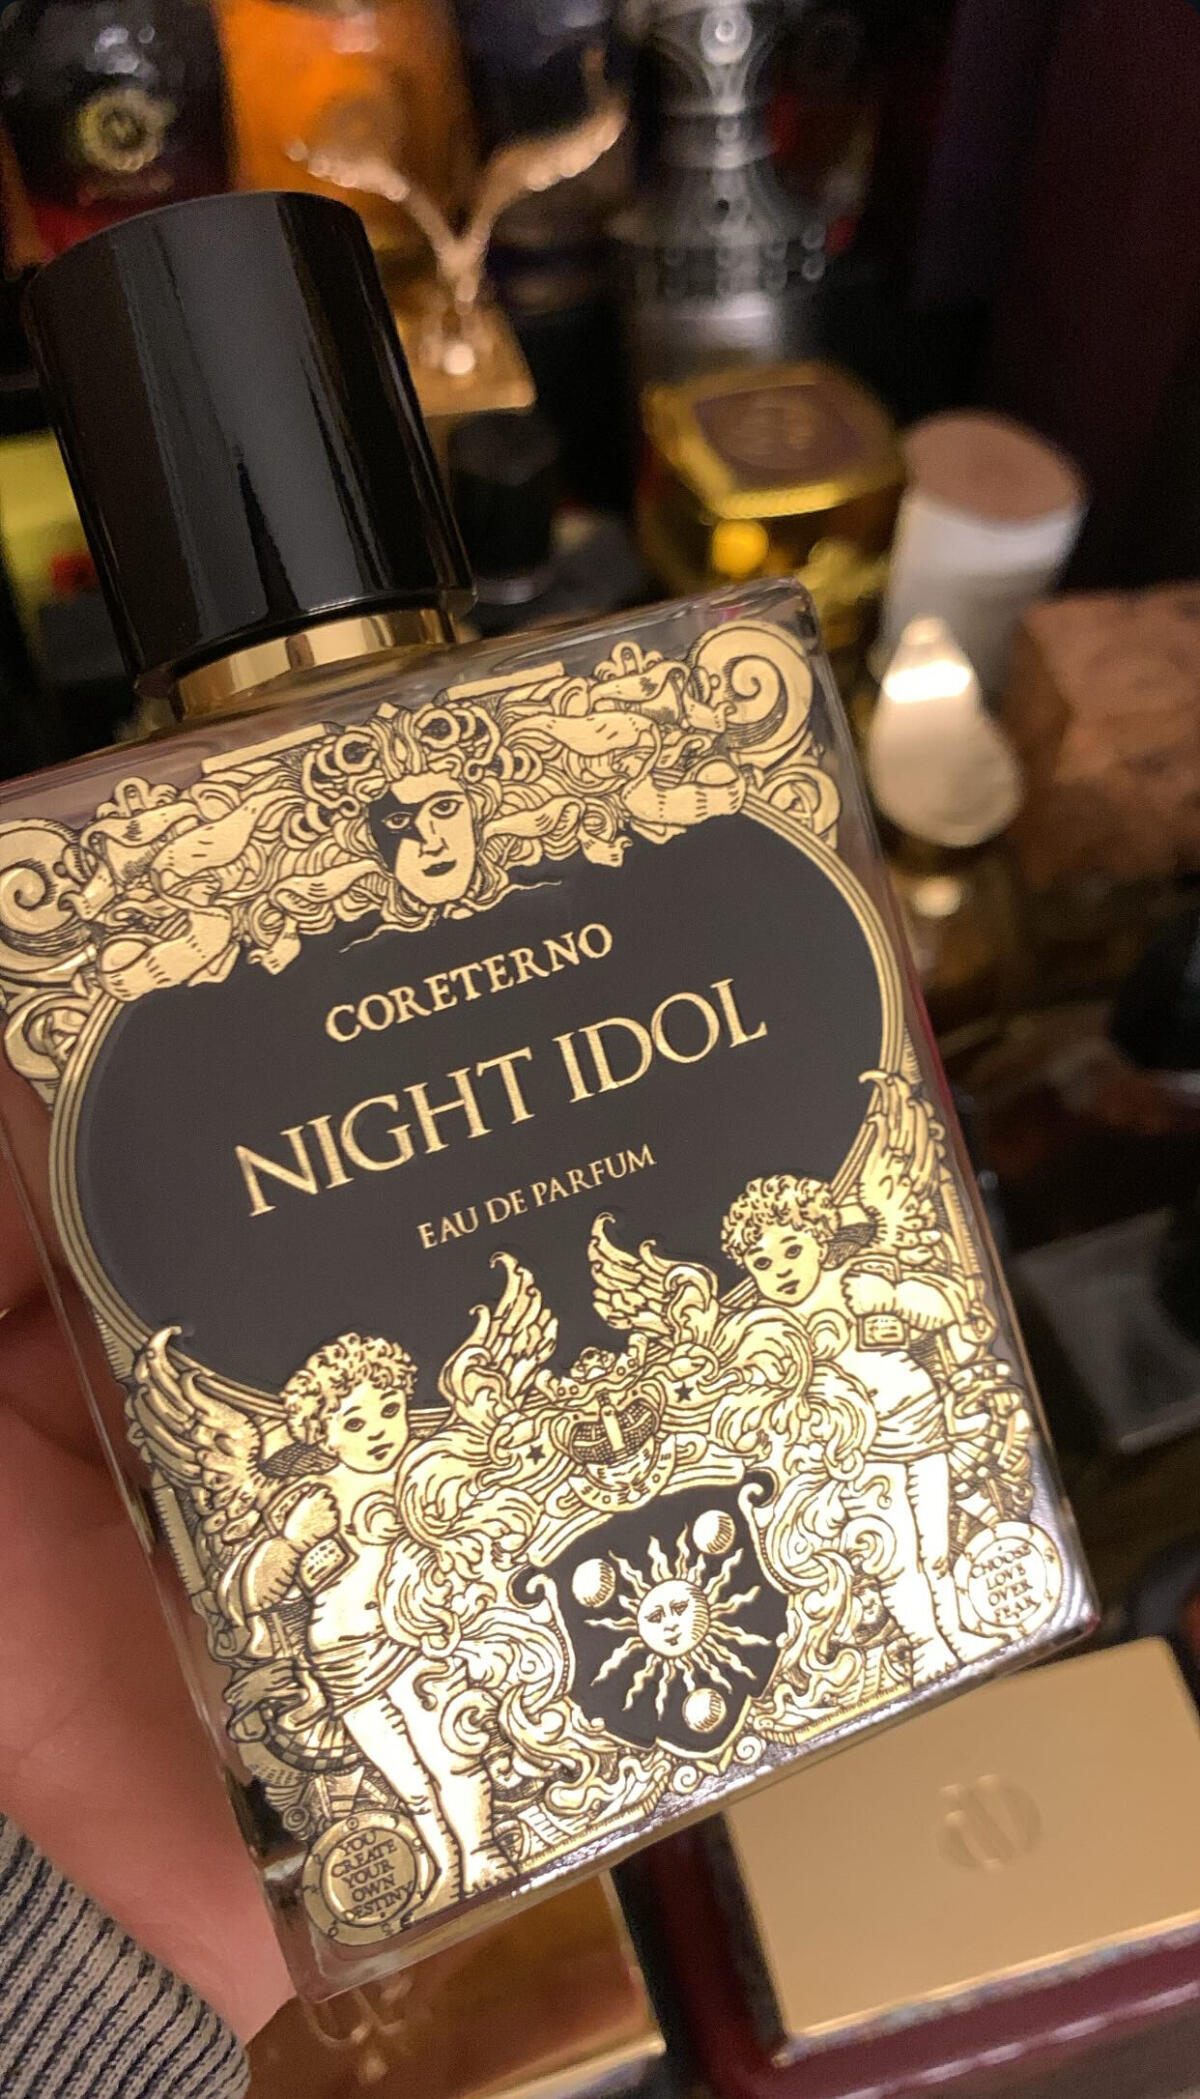 CORETERNO
NIGHT IDOL
EAU DE PARFUM
CHOOSE
LOVE
OVER
FEAR
YOU
CREATE
YOUR
OWN
DESTINY